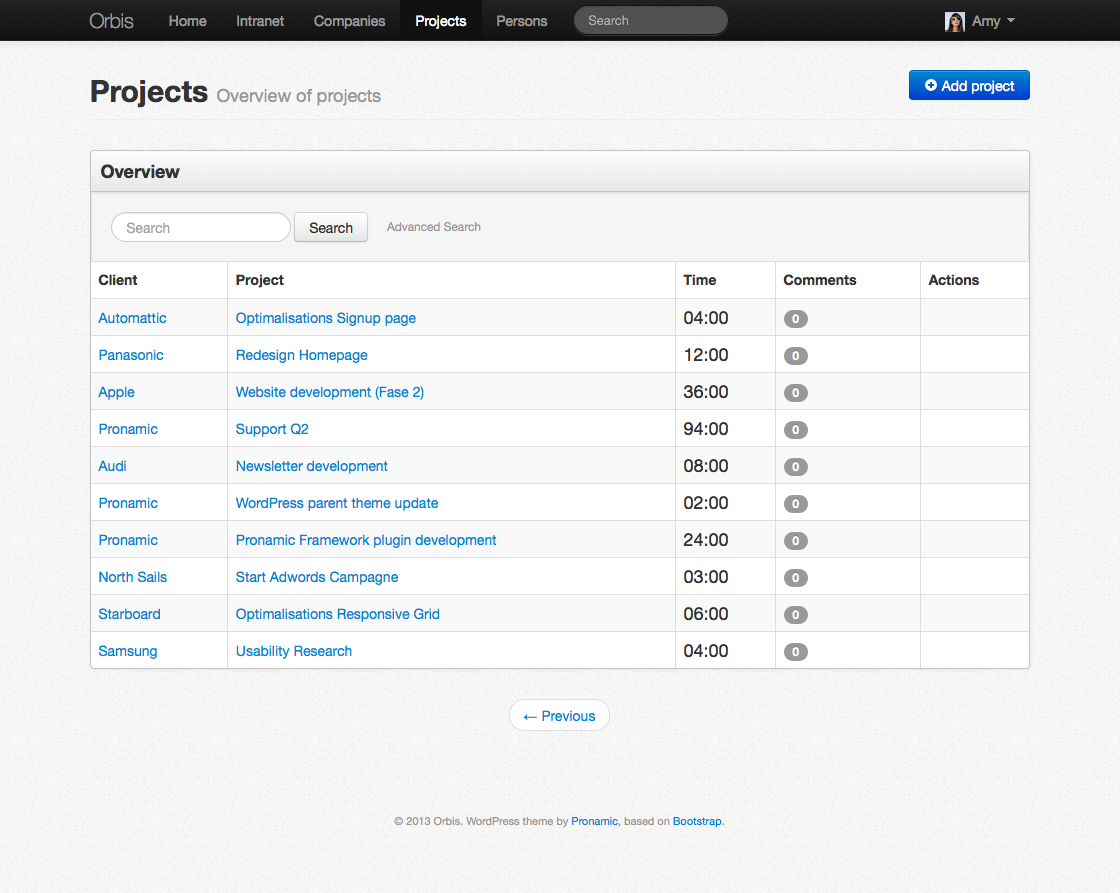 Orbis Home Intranet Companies Projects Persons Search Amy
Projects Overview of projects
Add project
Overview
Search Search Advanced Search
Client Project Time Comments Actions
Automattic Optimalisations Signup page 04:00 0
Panasonic Redesign Homepage 12:00 0
Apple Website development (Fase 2) 36:00 0
Pronamic Support Q2 94:00 0
Audi Newsletter development 08:00 0
Pronamic WordPress parent theme update 02:00 0
Pronamic Pronamic Framework plugin development 24:00 0
North Sails Start Adwords Campagne 03:00 0
Starboard Optimalisations Responsive Grid 06:00 0
Samsung Usability Research 04:00 0
← Previous
© 2013 Orbis. WordPress theme by Pronamic, based on Bootstrap.